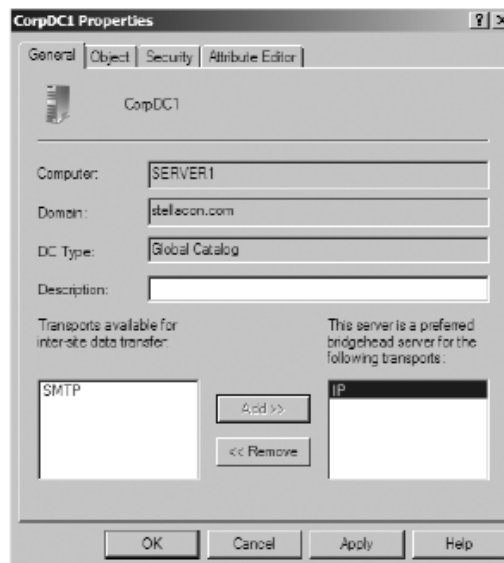 CorpDC1 Properties
General Object Security Attribute Editor
CorpDC1
Computer: SERVER1
Domain: stellacon.com
DC Type: Global Catalog
Description:
Transports available for
inter-site data transfer:
This server is a preferred
bridgehead server for the
following transports:
SMTP
Add >>
<< Remove
IP
OK Cancel Apply Help